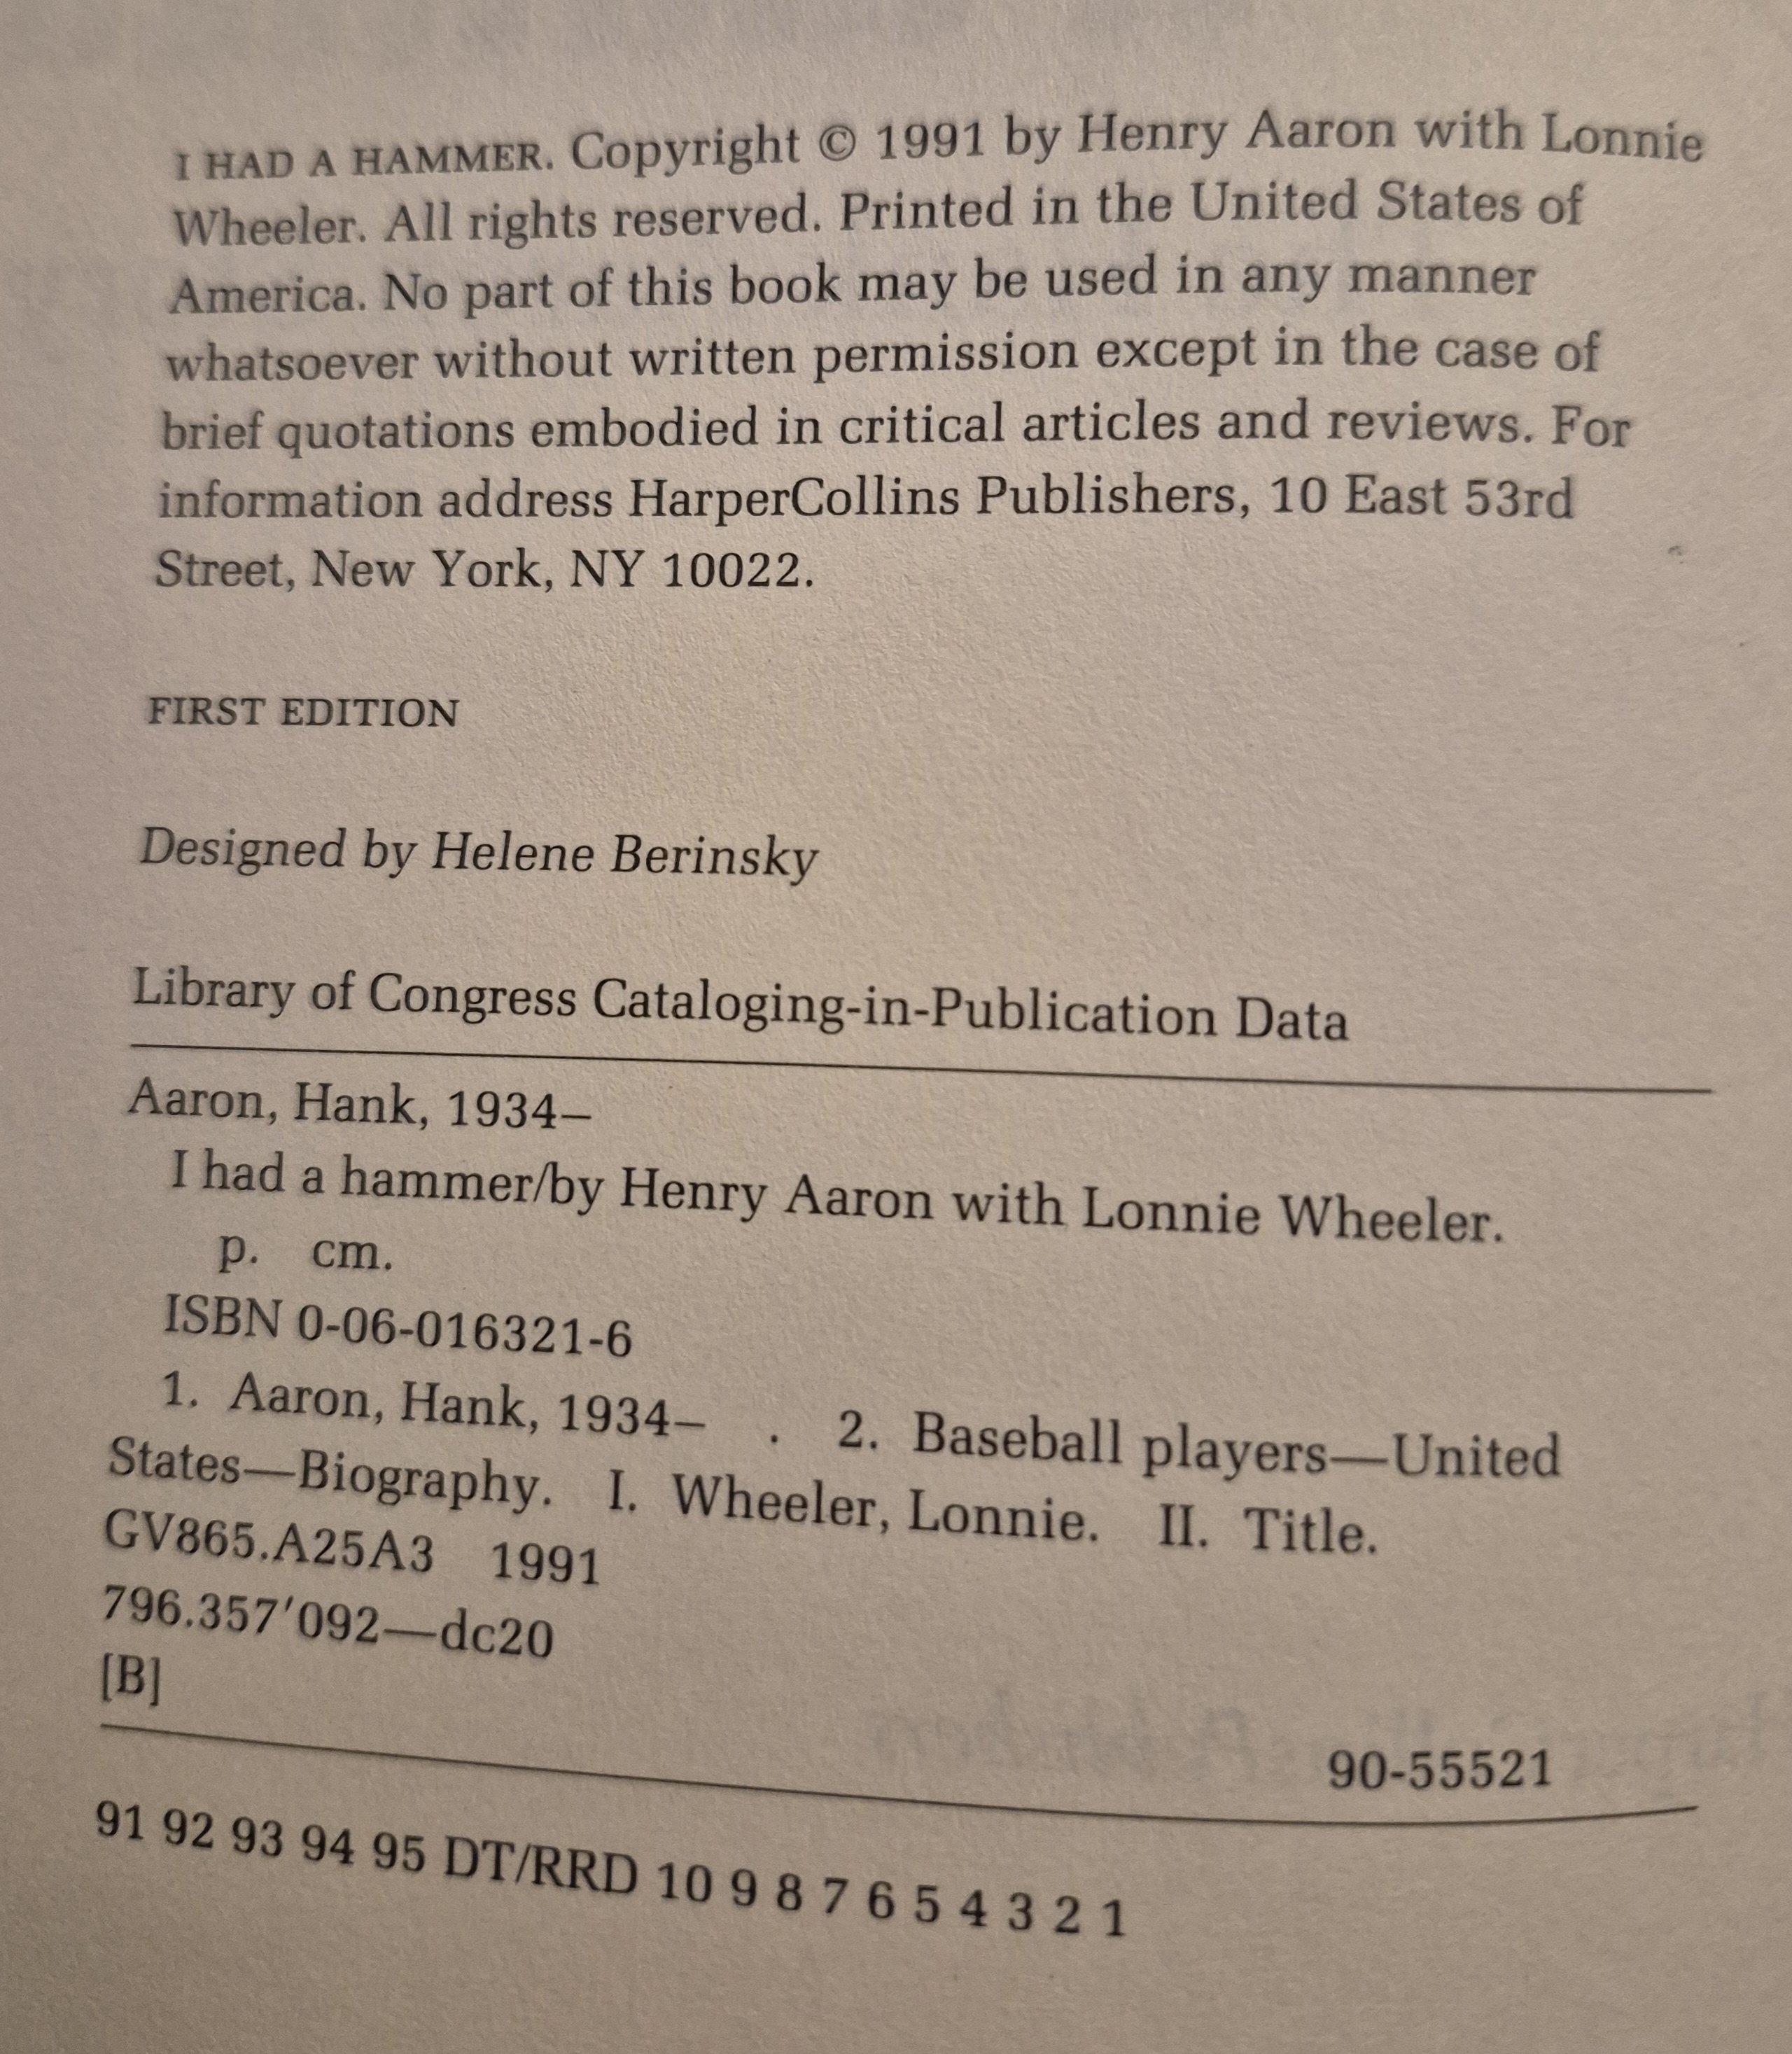 I HAD A HAMMER. Copyright © 1991 by Henry Aaron with Lonnie
Wheeler. All rights reserved. Printed in the United States of
America. No part of this book may be used in any manner
whatsoever without written permission except in the case of
brief quotations embodied in critical articles and reviews. For
information address HarperCollins Publishers, 10 East 53rd
Street, New York, NY 10022.
FIRST EDITION
Designed by Helene Berinsky
Library of Congress Cataloging-in-Publication Data
Aaron, Hank, 1934–
I had a hammer/by Henry Aaron with Lonnie Wheeler.
p. cm.
ISBN 0-06-016321-6
1. Aaron, Hank, 1934– . 2. Baseball players—United
States—Biography. I. Wheeler, Lonnie. II. Title.
GV865.A25A3 1991
796.357′092—dc20
[B]
90-55521
91 92 93 94 95 DT/RRD 10 9 8 7 6 5 4 3 2 1